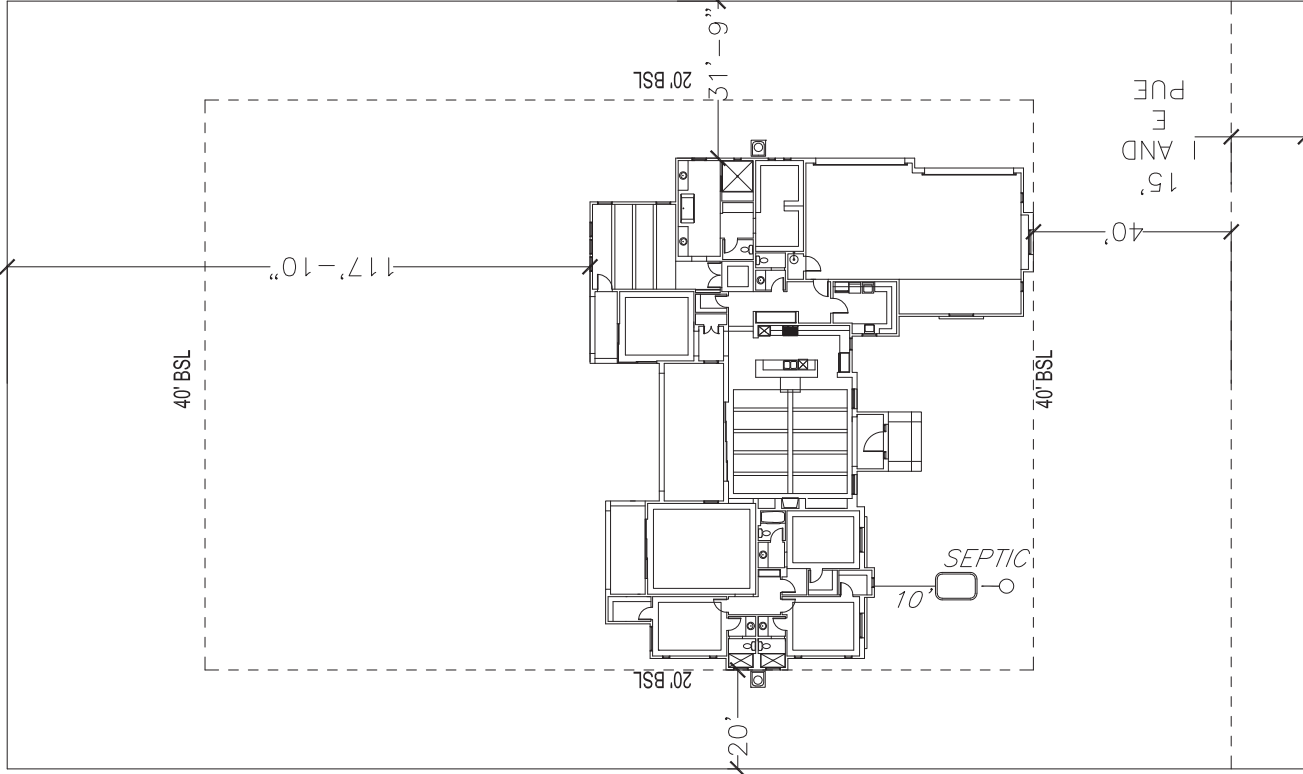 20' BSL
31'-9"
15' I AND E PUE
117'-10"
40'
40' BSL
40' BSL
SEPTIC
10'
20' BSL
20'